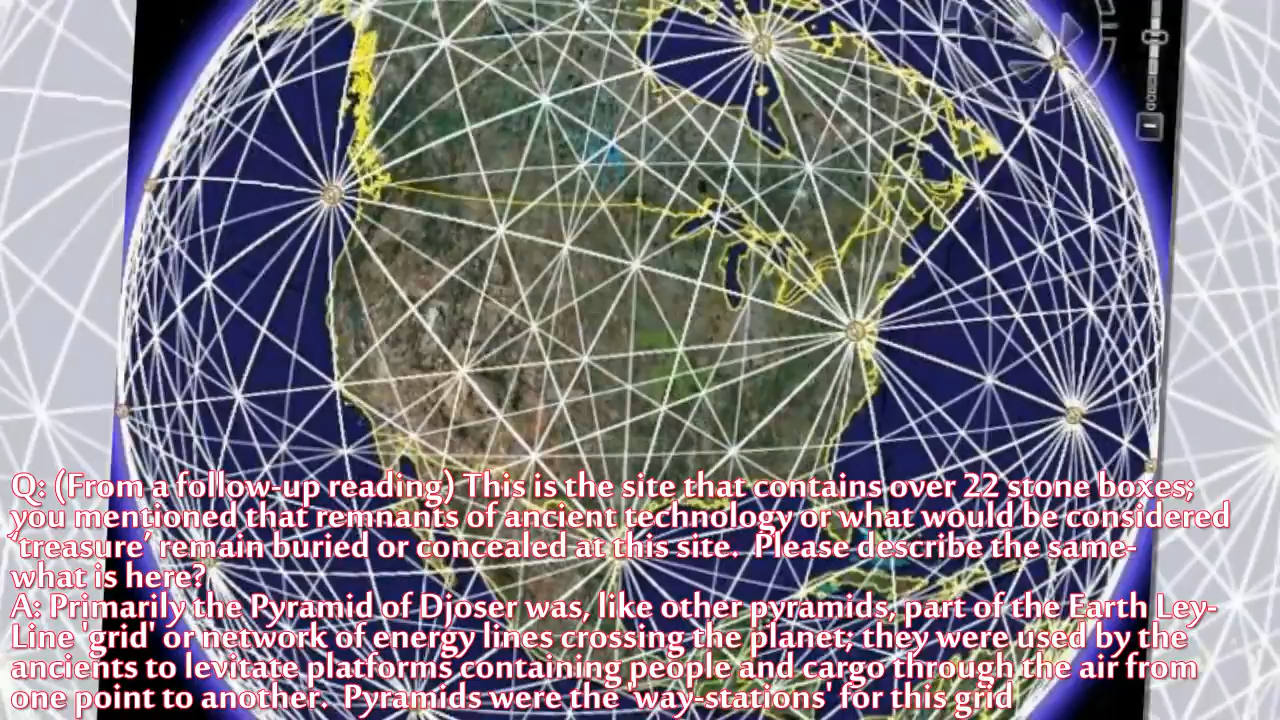 Q: (From a follow-up reading) This is the site that contains over 22 stone boxes;
you mentioned that remnants of ancient technology or what would be considered
'treasure' remain buried or concealed at this site.  Please describe the same-
what is here?
A: Primarily the Pyramid of Djoser was, like other pyramids, part of the Earth Ley-
Line 'grid' or network of energy lines crossing the planet; they were used by the
ancients to levitate platforms containing people and cargo through the air from
one point to another.  Pyramids were the 'way-stations' for this grid